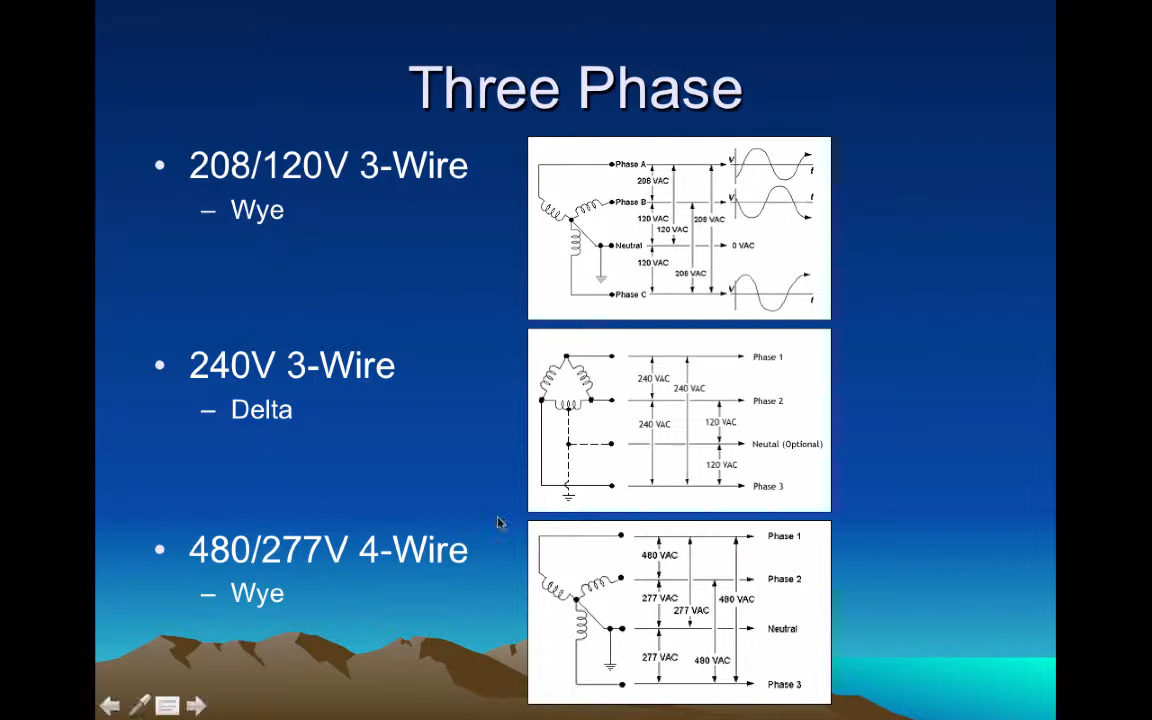 Three Phase
• 208/120V 3-Wire
– Wye
Phase A
208 VAC
Phase B
120 VAC
208 VAC
120 VAC
Neutral
0 VAC
120 VAC
208 VAC
Phase C
V
t
V
t
V
t
• 240V 3-Wire
– Delta
Phase 1
240 VAC
240 VAC
Phase 2
240 VAC
120 VAC
Neutal (Optional)
120 VAC
Phase 3
• 480/277V 4-Wire
– Wye
Phase 1
480 VAC
Phase 2
277 VAC
277 VAC
480 VAC
Neutral
277 VAC
480 VAC
Phase 3